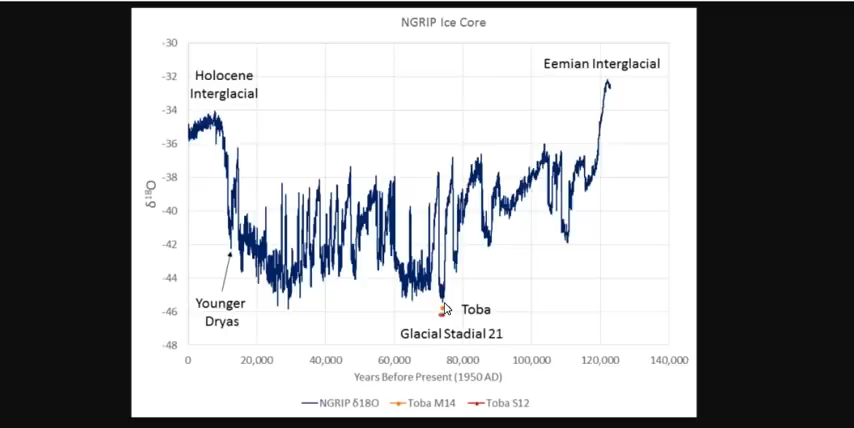 NGRIP Ice Core
-30
-32
-34
-36
-38
-40
-42
-44
-46
-48
δ¹⁸O
Holocene
Interglacial
Eemian Interglacial
Younger
Dryas
Toba
Glacial Stadial 21
0
20,000
40,000
60,000
80,000
100,000
120,000
140,000
Years Before Present (1950 AD)
NGRIP δ18O
Toba M14
Toba S12